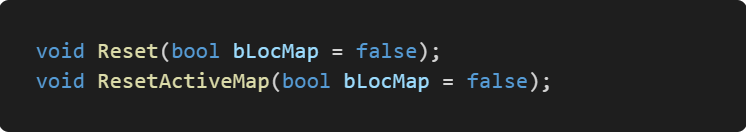 void Reset(bool bLocMap = false);
void ResetActiveMap(bool bLocMap = false);